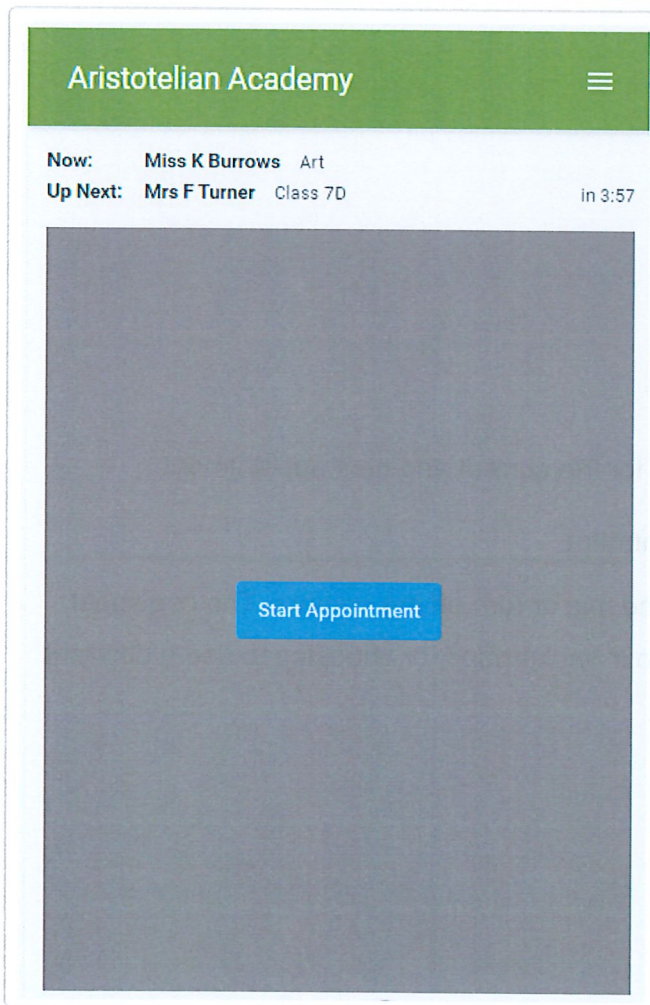 Aristotelian Academy
Now: Miss K Burrows Art
Up Next: Mrs F Turner Class 7D in 3:57
Start Appointment